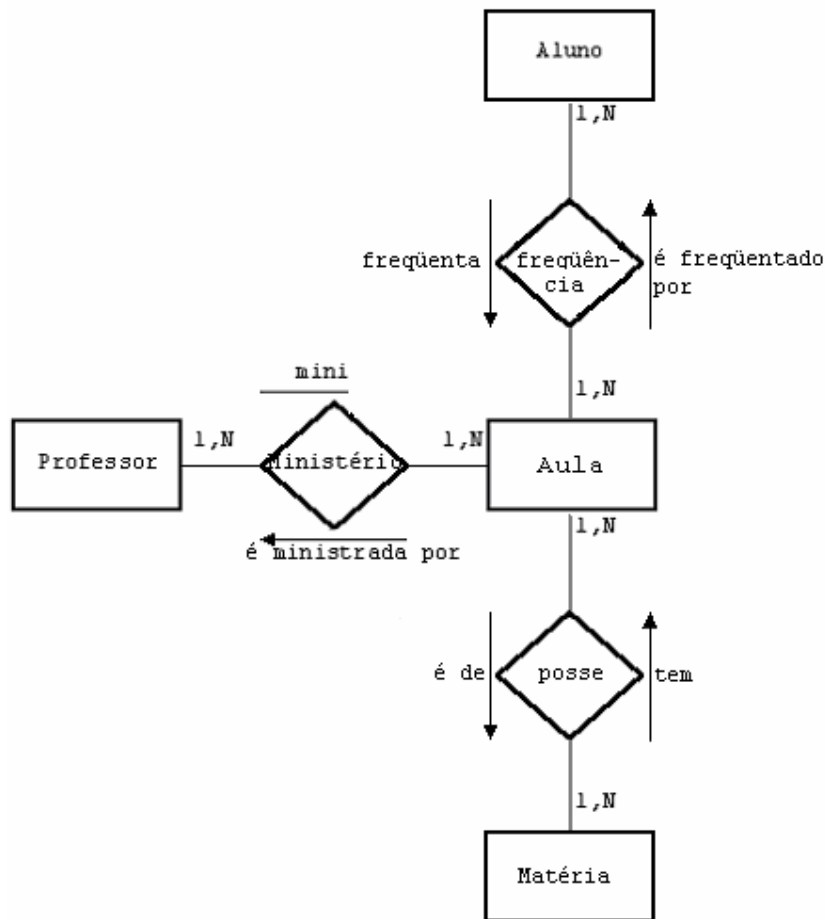 Aluno
1,N
freqüenta
freqüên-
cia
é freqüentado
por
1,N
mini
Professor
1,N
Ministério
1,N
Aula
é ministrada por
1,N
é de
posse
tem
1,N
Matéria